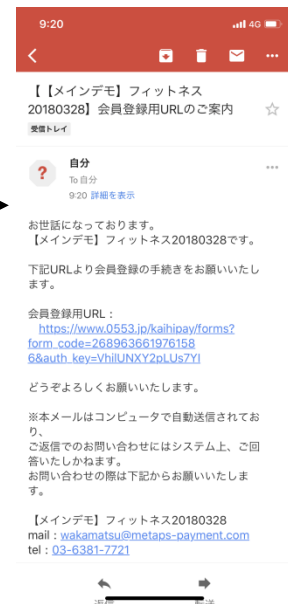 9:20
4G
【【メインデモ】フィットネス
20180328】会員登録用URLのご案内
受信トレイ
?
自分
To 自分
9:20 詳細を表示
お世話になっております。
【メインデモ】フィットネス20180328です。
下記URLより会員登録の手続きをお願いいたし
ます。
会員登録用URL：
https://www.0553.jp/kaihipay/forms?
form_code=268963661976158
6&auth_key=VhilUNXY2pLUs7YI
どうぞよろしくお願いいたします。
※本メールはコンピュータで自動送信されてお
り、
ご返信でのお問い合わせにはシステム上、ご回
答いたしかねます。
お問い合わせの際は下記からお願いいたしま
す。
【メインデモ】フィットネス20180328
mail：wakamatsu@metaps-payment.com
tel：03-6381-7721